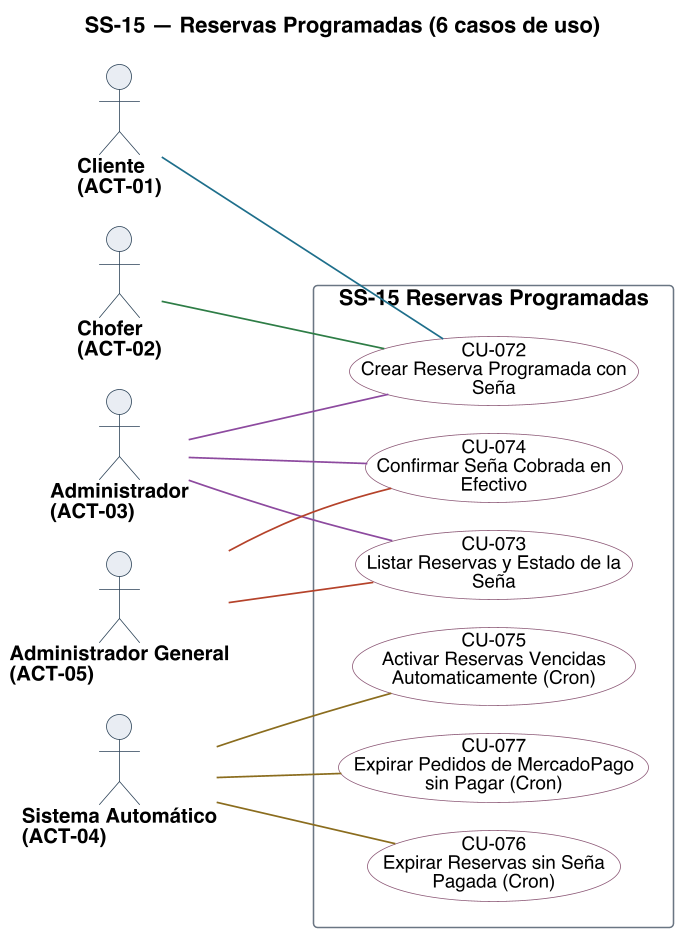 SS-15 — Reservas Programadas (6 casos de uso)
Cliente
(ACT-01)
Chofer
(ACT-02)
Administrador
(ACT-03)
Administrador General
(ACT-05)
Sistema Automático
(ACT-04)
SS-15 Reservas Programadas
CU-072
Crear Reserva Programada con
Seña
CU-074
Confirmar Seña Cobrada en
Efectivo
CU-073
Listar Reservas y Estado de la
Seña
CU-075
Activar Reservas Vencidas
Automaticamente (Cron)
CU-077
Expirar Pedidos de MercadoPago
sin Pagar (Cron)
CU-076
Expirar Reservas sin Seña
Pagada (Cron)